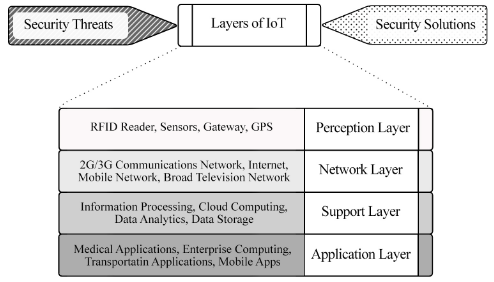 Security Threats
Layers of IoT
Security Solutions
RFID Reader, Sensors, Gateway, GPS
Perception Layer
2G/3G Communications Network, Internet,
Mobile Network, Broad Television Network
Network Layer
Information Processing, Cloud Computing,
Data Analytics, Data Storage
Support Layer
Medical Applications, Enterprise Computing,
Transportatin Applications, Mobile Apps
Application Layer